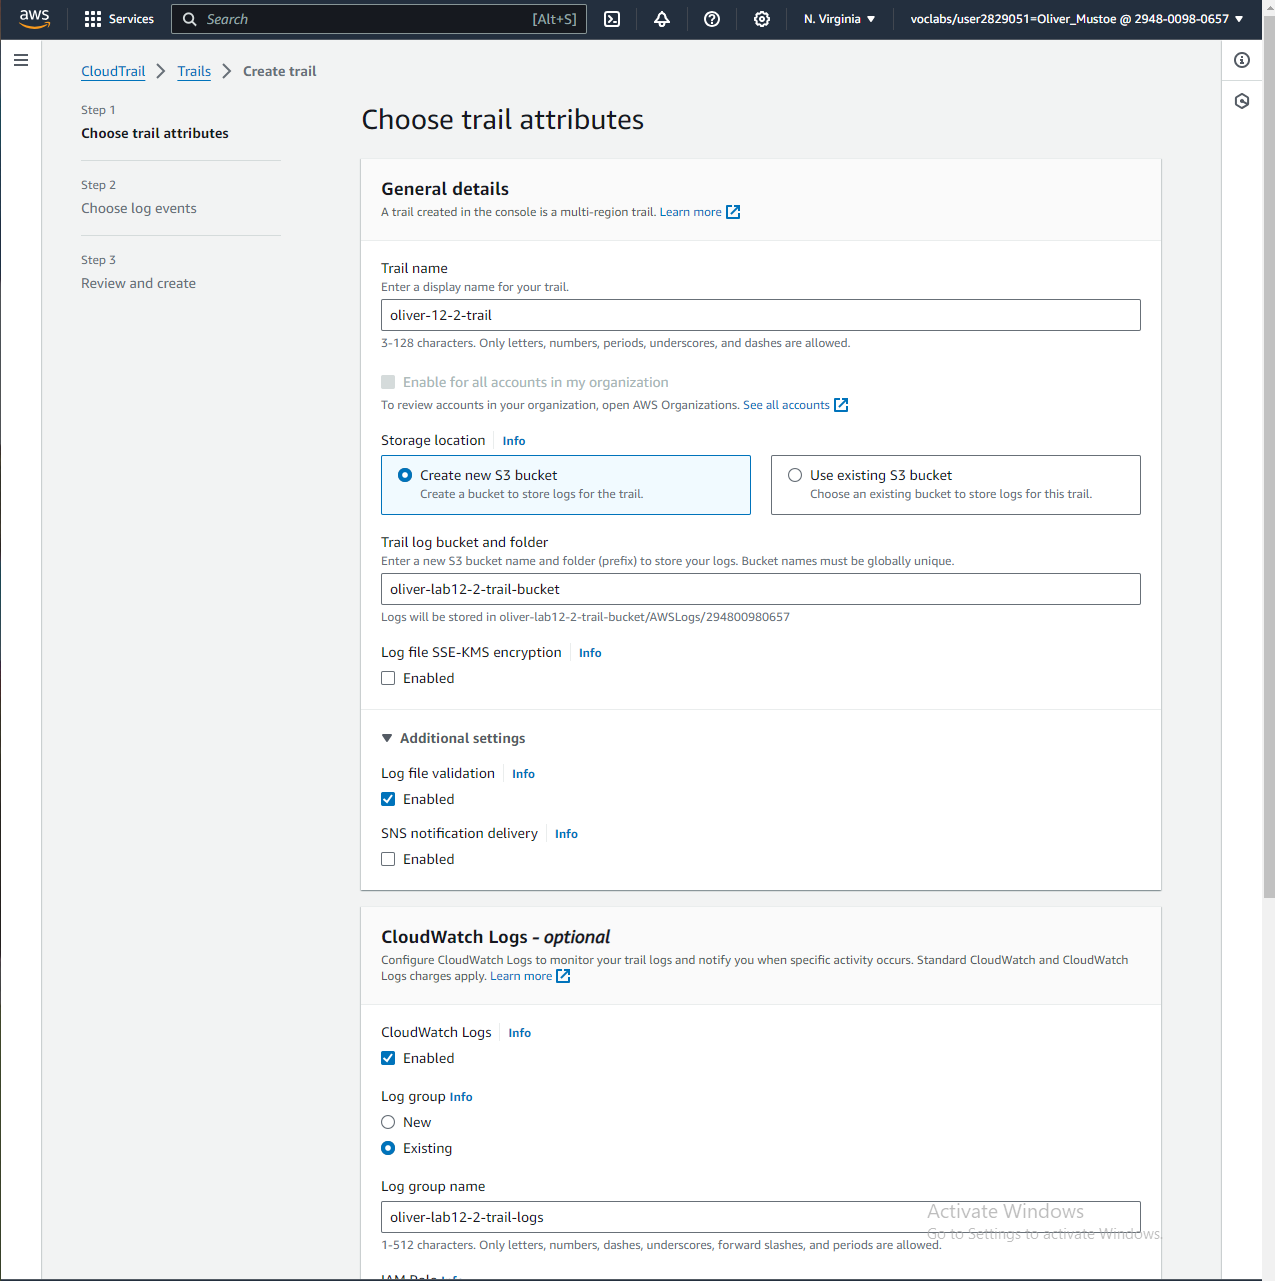 aws
Services
Search
[Alt+S]
N. Virginia
voclabs/user2829051=Oliver_Mustoe @ 2948-0098-0657
CloudTrail
Trails
Create trail
Step 1
Choose trail attributes
Step 2
Choose log events
Step 3
Review and create
Choose trail attributes
General details
A trail created in the console is a multi-region trail. Learn more
Trail name
Enter a display name for your trail.
oliver-12-2-trail
3-128 characters. Only letters, numbers, periods, underscores, and dashes are allowed.
Enable for all accounts in my organization
To review accounts in your organization, open AWS Organizations. See all accounts
Storage location
Info
Create new S3 bucket
Create a bucket to store logs for the trail.
Use existing S3 bucket
Choose an existing bucket to store logs for this trail.
Trail log bucket and folder
Enter a new S3 bucket name and folder (prefix) to store your logs. Bucket names must be globally unique.
oliver-lab12-2-trail-bucket
Logs will be stored in oliver-lab12-2-trail-bucket/AWSLogs/294800980657
Log file SSE-KMS encryption
Info
Enabled
Additional settings
Log file validation
Info
Enabled
SNS notification delivery
Info
Enabled
CloudWatch Logs - optional
Configure CloudWatch Logs to monitor your trail logs and notify you when specific activity occurs. Standard CloudWatch and CloudWatch
Logs charges apply. Learn more
CloudWatch Logs
Info
Enabled
Log group Info
New
Existing
Log group name
oliver-lab12-2-trail-logs
Activate Windows
Go to Settings to activate Windows.
1-512 characters. Only letters, numbers, dashes, underscores, forward slashes, and periods are allowed.
IAM Role Info